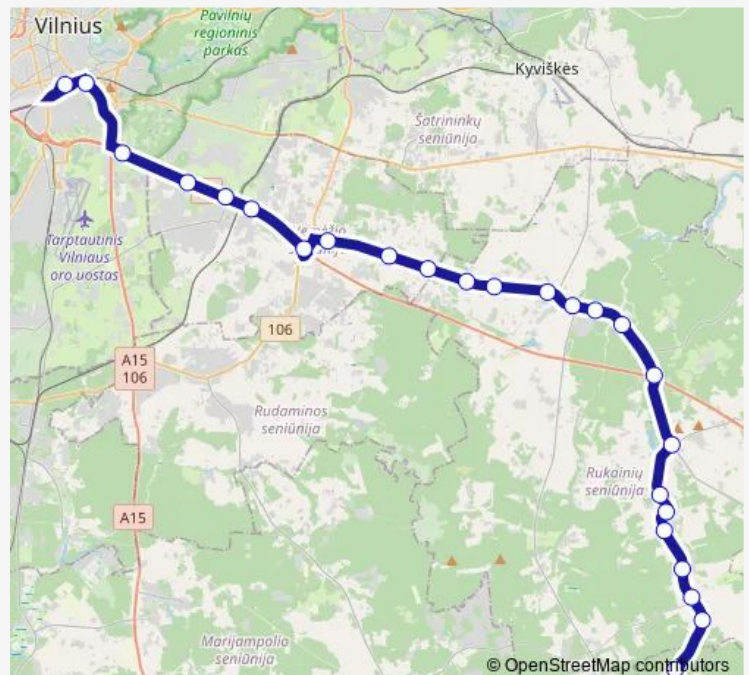 Vilnius
Pavilnių
regioninis
parkas
Kyviškės
Šatrininkų
seniūnija
Tarptautinis
Vilniaus
oro uostas
106
A15
106
Rudaminos
seniūnija
Rukainių
seniūnija
A15
Marijampolio
seniūnija
© OpenStreetMap contributors